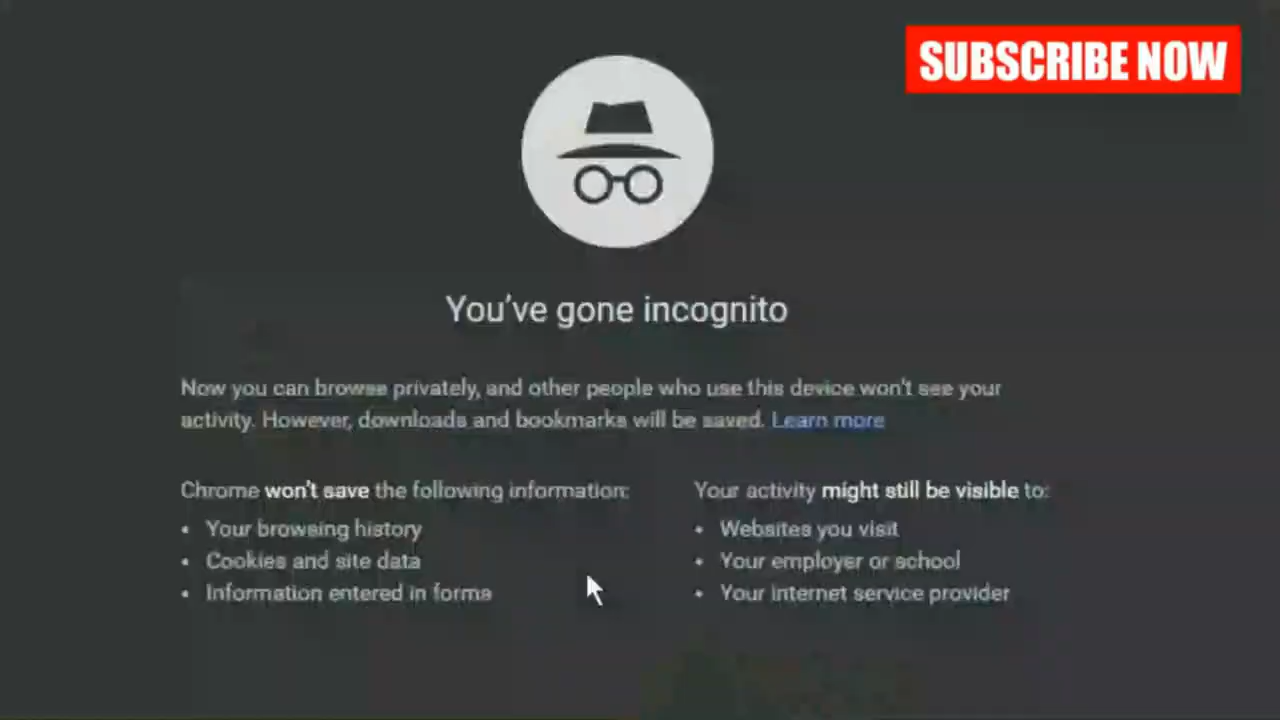 SUBSCRIBE NOW
You've gone incognito
Now you can browse privately, and other people who use this device won't see your
activity. However, downloads and bookmarks will be saved. Learn more
Chrome won't save the following information:
• Your browsing history
• Cookies and site data
• Information entered in forms
Your activity might still be visible to:
• Websites you visit
• Your employer or school
• Your internet service provider